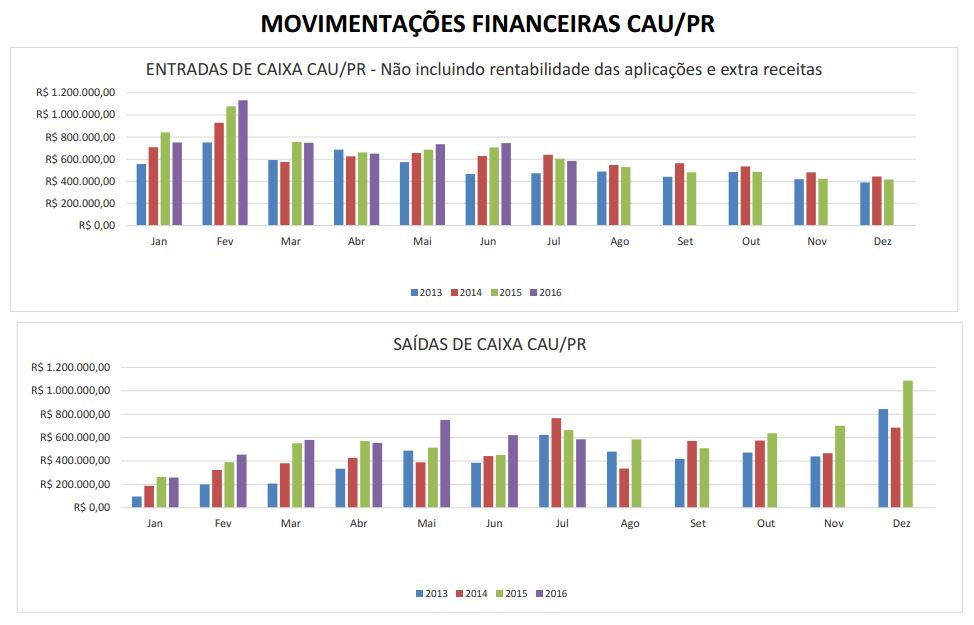 MOVIMENTAÇÕES FINANCEIRAS CAU/PR
ENTRADAS DE CAIXA CAU/PR - Não incluindo rentabilidade das aplicações e extra receitas
R$ 1.200.000,00
R$ 1.000.000,00
R$ 800.000,00
R$ 600.000,00
R$ 400.000,00
R$ 200.000,00
R$ 0,00
Jan Fev Mar Abr Mai Jun Jul Ago Set Out Nov Dez
2013 2014 2015 2016
SAÍDAS DE CAIXA CAU/PR
R$ 1.200.000,00
R$ 1.000.000,00
R$ 800.000,00
R$ 600.000,00
R$ 400.000,00
R$ 200.000,00
R$ 0,00
Jan Fev Mar Abr Mai Jun Jul Ago Set Out Nov Dez
2013 2014 2015 2016